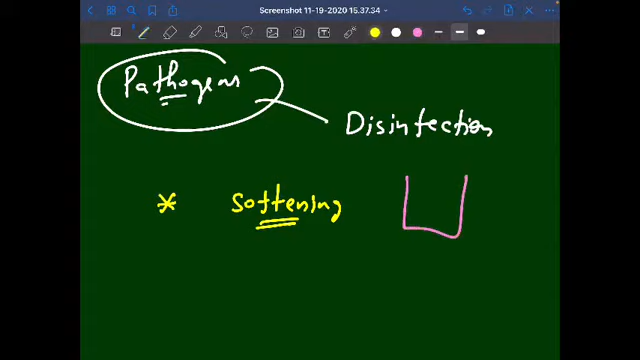 Screenshot 11-19-2020 15.37.34
Pathogens
Disinfection
* Softening